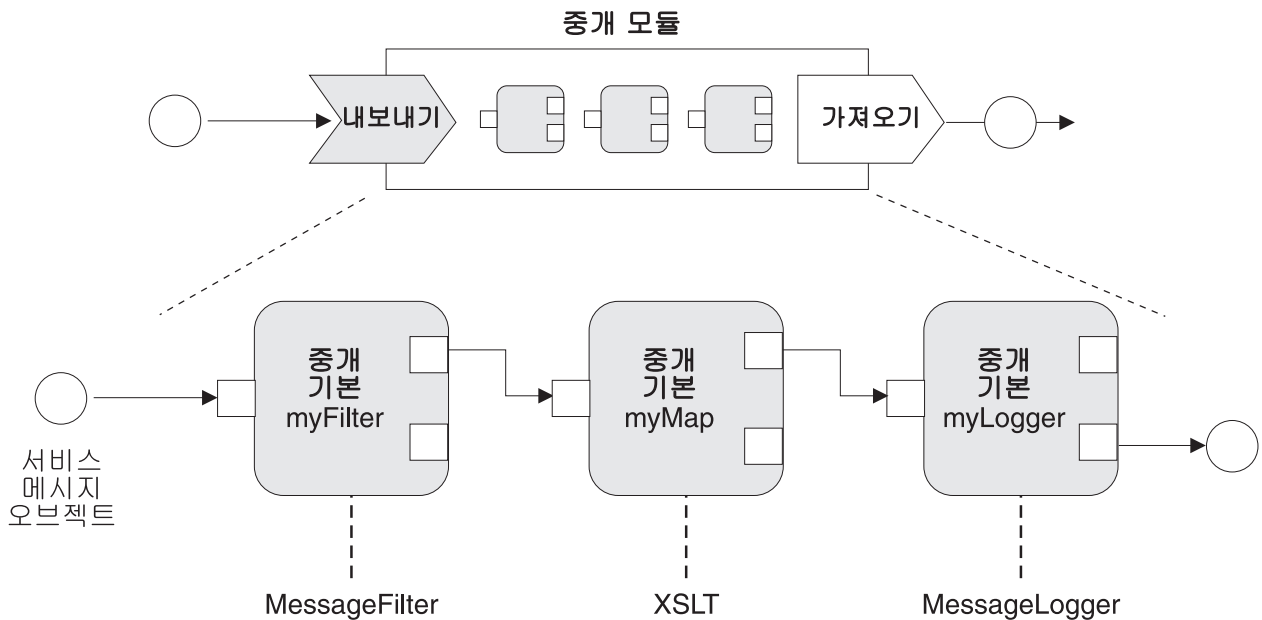 중개 모듈
내보내기
가져오기
중개
기본
myFilter
중개
기본
myMap
중개
기본
myLogger
서비스
메시지
오브젝트
MessageFilter
XSLT
MessageLogger